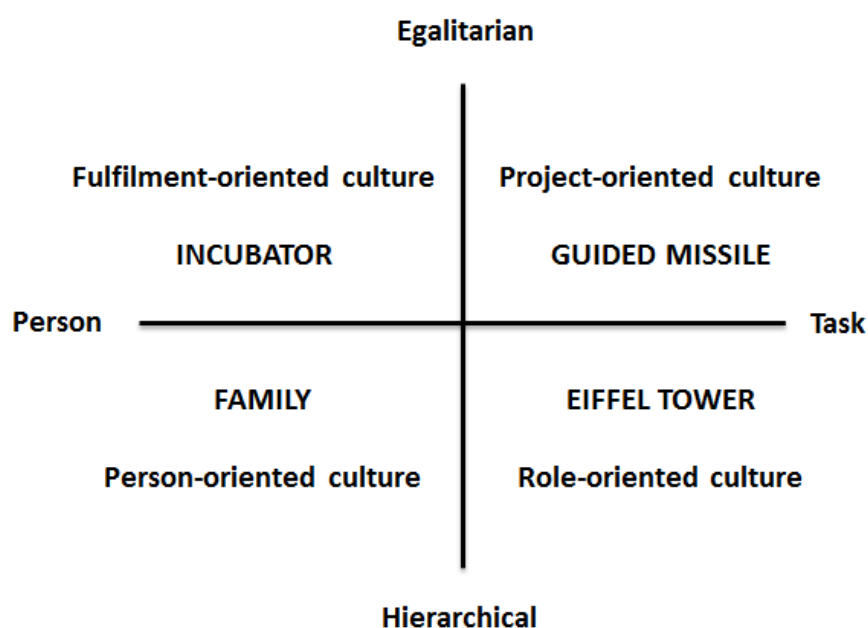 Egalitarian
Fulfilment-oriented culture
Project-oriented culture
INCUBATOR
GUIDED MISSILE
Person
Task
FAMILY
EIFFEL TOWER
Person-oriented culture
Role-oriented culture
Hierarchical